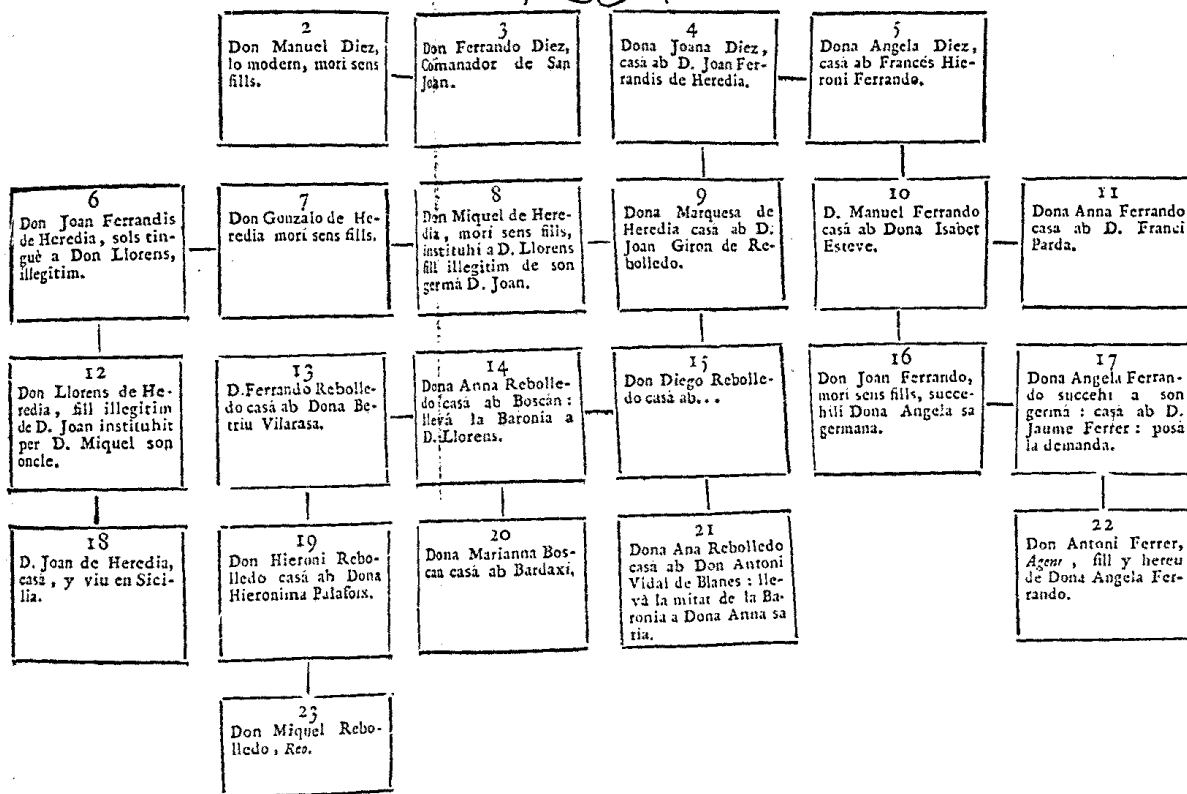 2
Don Manuel Diez,
lo modern, mori sens
fills.
3
Don Ferrando Diez,
Comanador de San
Joan.
4
Dona Joana Diez,
casà ab D. Joan Fer-
randis de Heredia.
5
Dona Angela Diez,
casà ab Francés Hie-
roni Ferrando.
6
Don Joan Ferrandis
de Heredia, sols tin-
guè a Don Llorens,
illegitim.
7
Don Gonzalo de He-
redia mori sens fills.
8
Don Miquel de Here-
dia, mori sens fills,
instituhi a D. Llorens
fill illegitim de son
germà D. Joan.
9
Dona Marquesa de
Heredia casà ab D.
Joan Giron de Re-
bolledo.
10
D. Manuel Ferrando
casà ab Dona Isabet
Esteve.
11
Dona Anna Ferrando
casa ab D. Franci
Parda.
12
Don Llorens de He-
redia, fill illegitim
de D. Joan instituhit
per D. Miquel son
oncle.
13
D. Ferrando Rebolle-
do casà ab Dona Be-
triu Vilarasa.
14
Dona Anna Rebolle-
do casà ab Boscàn:
llevà la Baronia a
D. Llorens.
15
Don Diego Rebolle-
do casà ab...
16
Don Joan Ferrando,
mori sens fills, succe-
hili Dona Angela sa
germana.
17
Dona Angela Ferran-
do succehi a son
germà: casà ab D.
Jaume Ferrer: posà
la demanda.
18
D. Joan de Heredia,
casà, y viu en Sici-
lia.
19
Don Hieroni Rebo-
lledo casà ab Dona
Hieronima Palafoix.
20
Dona Marianna Bos-
can casà ab Bardaxi.
21
Dona Ana Rebolledo
casà ab Don Antoni
Vidal de Blanes: lle-
và la mitat de la Ba-
ronia a Dona Anna sa
tia.
22
Don Antoni Ferrer,
Agent, fill y hereu
de Dona Angela Fer-
rando.
23
Don Miquel Rebo-
lledo, Reo.